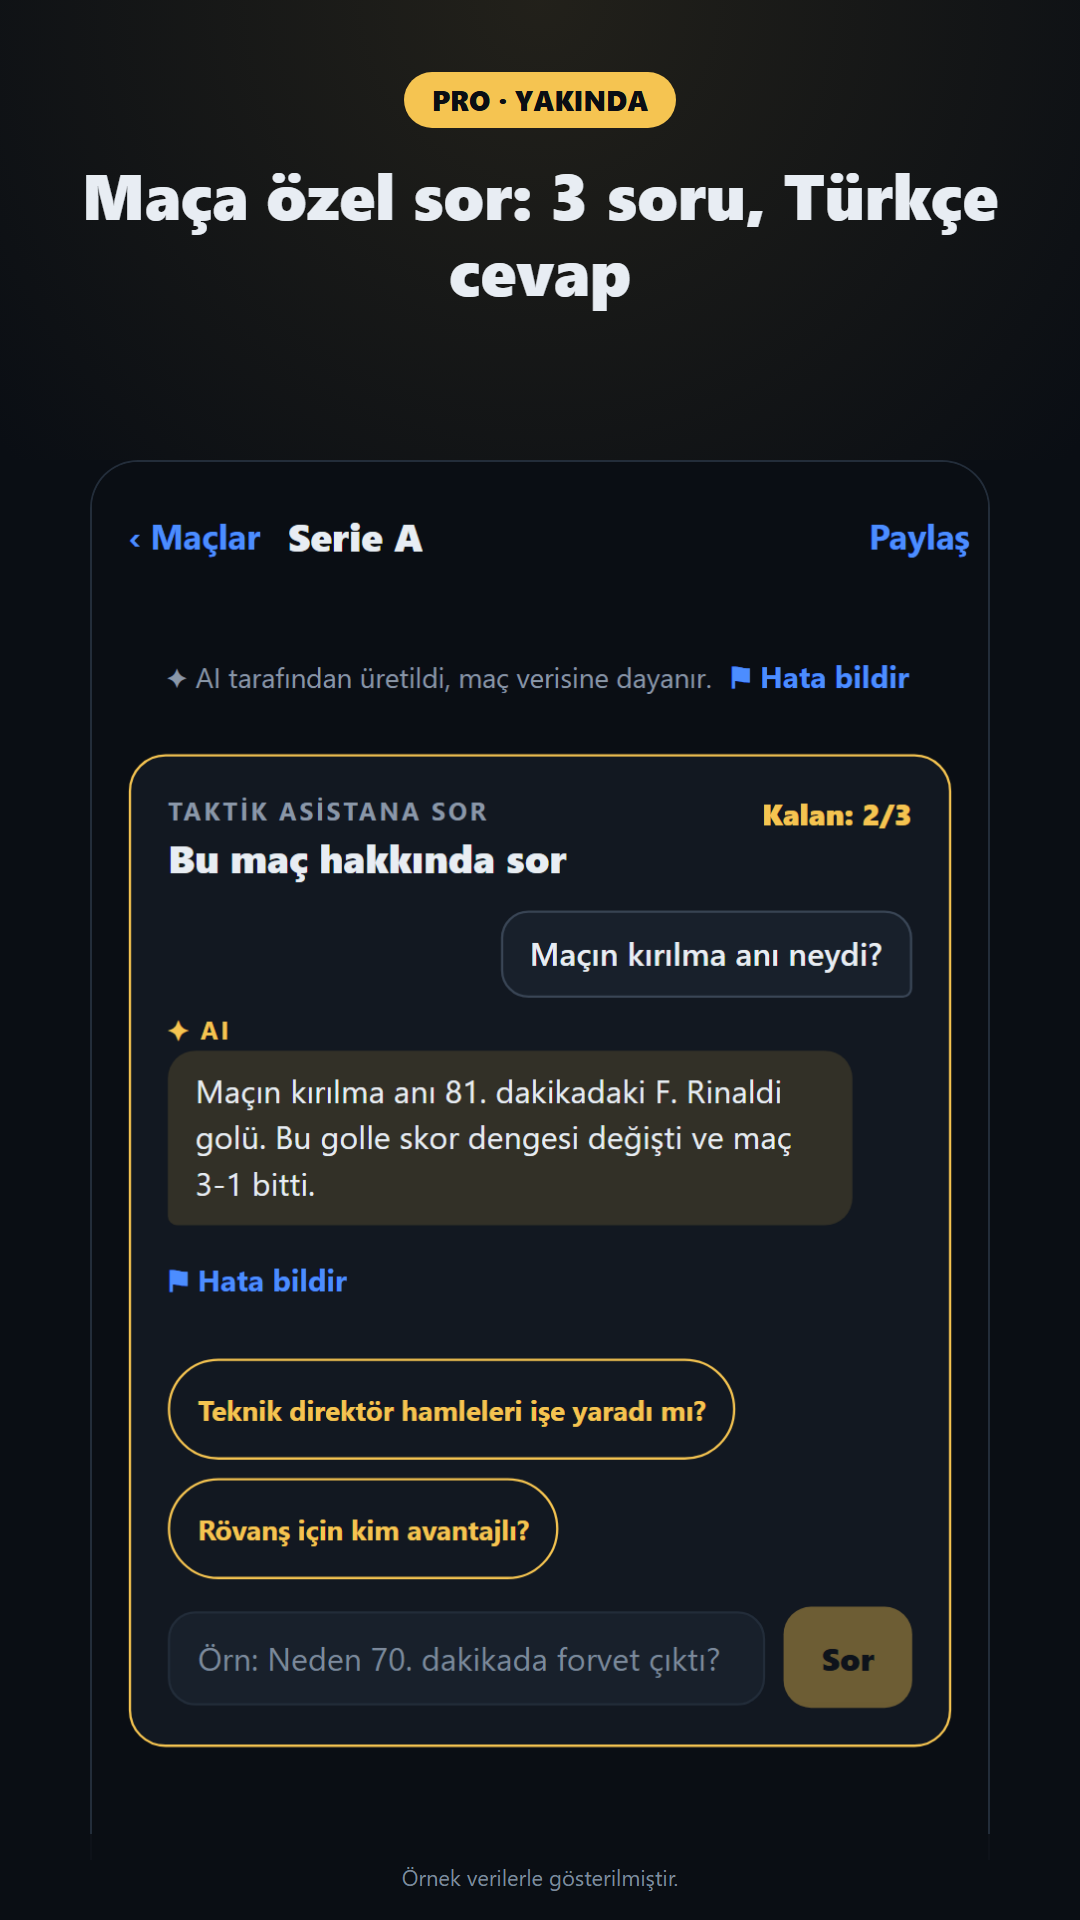 PRO · YAKINDA
Maça özel sor: 3 soru, Türkçe
cevap
‹ Maçlar Serie A Paylaş
✦ AI tarafından üretildi, maç verisine dayanır. ⚑ Hata bildir
TAKTİK ASİSTANA SOR
Kalan: 2/3
Bu maç hakkında sor
Maçın kırılma anı neydi?
✦ AI
Maçın kırılma anı 81. dakikadaki F. Rinaldi
golü. Bu golle skor dengesi değişti ve maç
3-1 bitti.
⚑ Hata bildir
Teknik direktör hamleleri işe yaradı mı?
Rövanş için kim avantajlı?
Örn: Neden 70. dakikada forvet çıktı? Sor
Örnek verilerle gösterilmiştir.